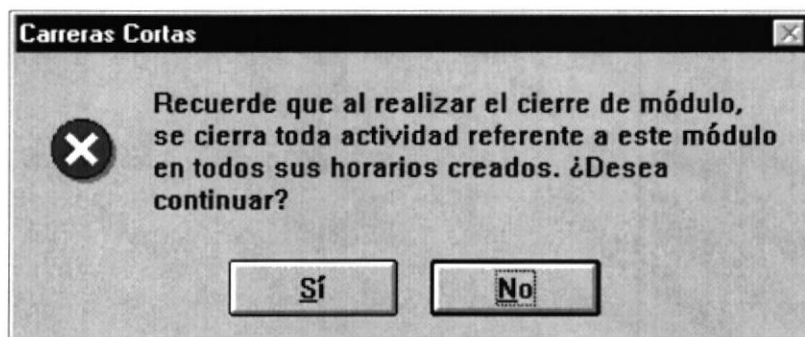 Carreras Cortas
Recuerde que al realizar el cierre de módulo,
se cierra toda actividad referente a este módulo
en todos sus horarios creados. ¿Desea
continuar?
Sí
No